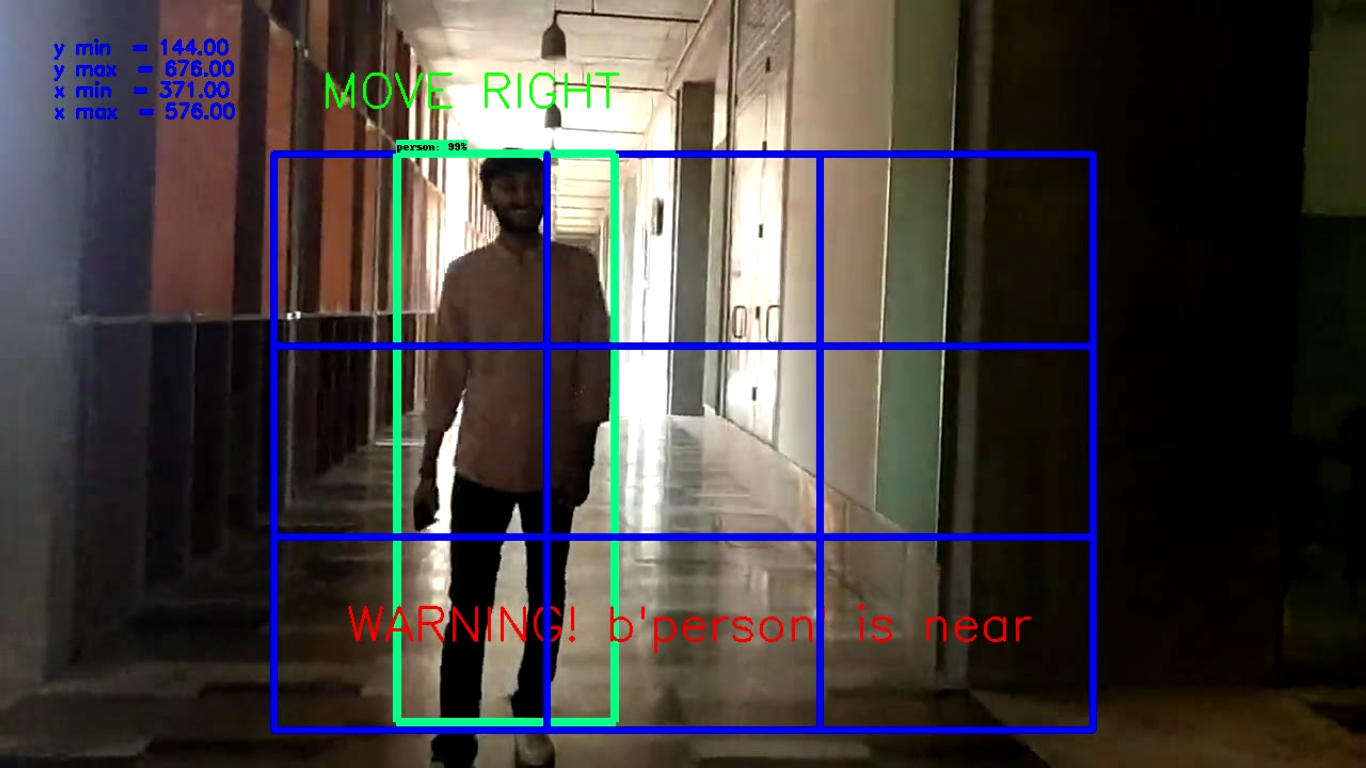 y min = 144.00
y max = 676.00
x min = 371.00
x max = 576.00
MOVE RIGHT
person: 99%
WARNING! b'person' is near